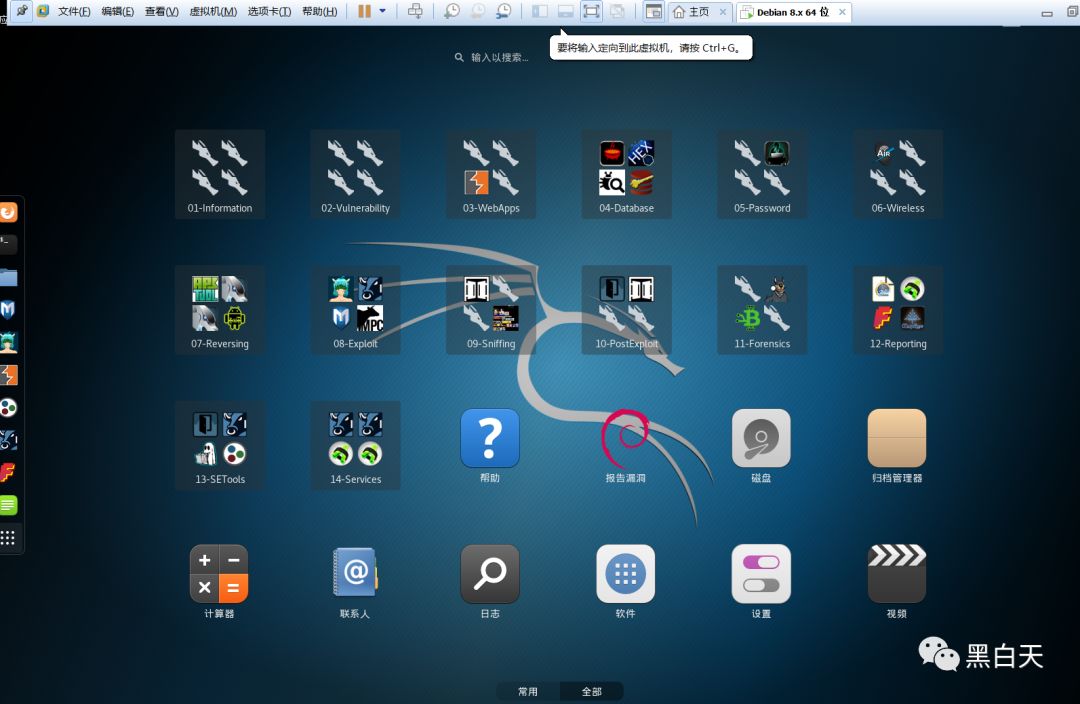 文件(F) 编辑(E) 查看(V) 虚拟机(M) 选项卡(T) 帮助(H) 主页 Debian 8.x 64 位
要将输入定向到此虚拟机，请按 Ctrl+G。
输入以搜索...
01-Information 02-Vulnerability 03-WebApps 04-Database 05-Password 06-Wireless
07-Reversing 08-Exploit 09-Sniffing 10-PostExploit 11-Forensics 12-Reporting
13-SETools 14-Services 帮助 报告漏洞 磁盘 归档管理器
计算器 联系人 日志 软件 设置 视频
黑白天
常用 全部